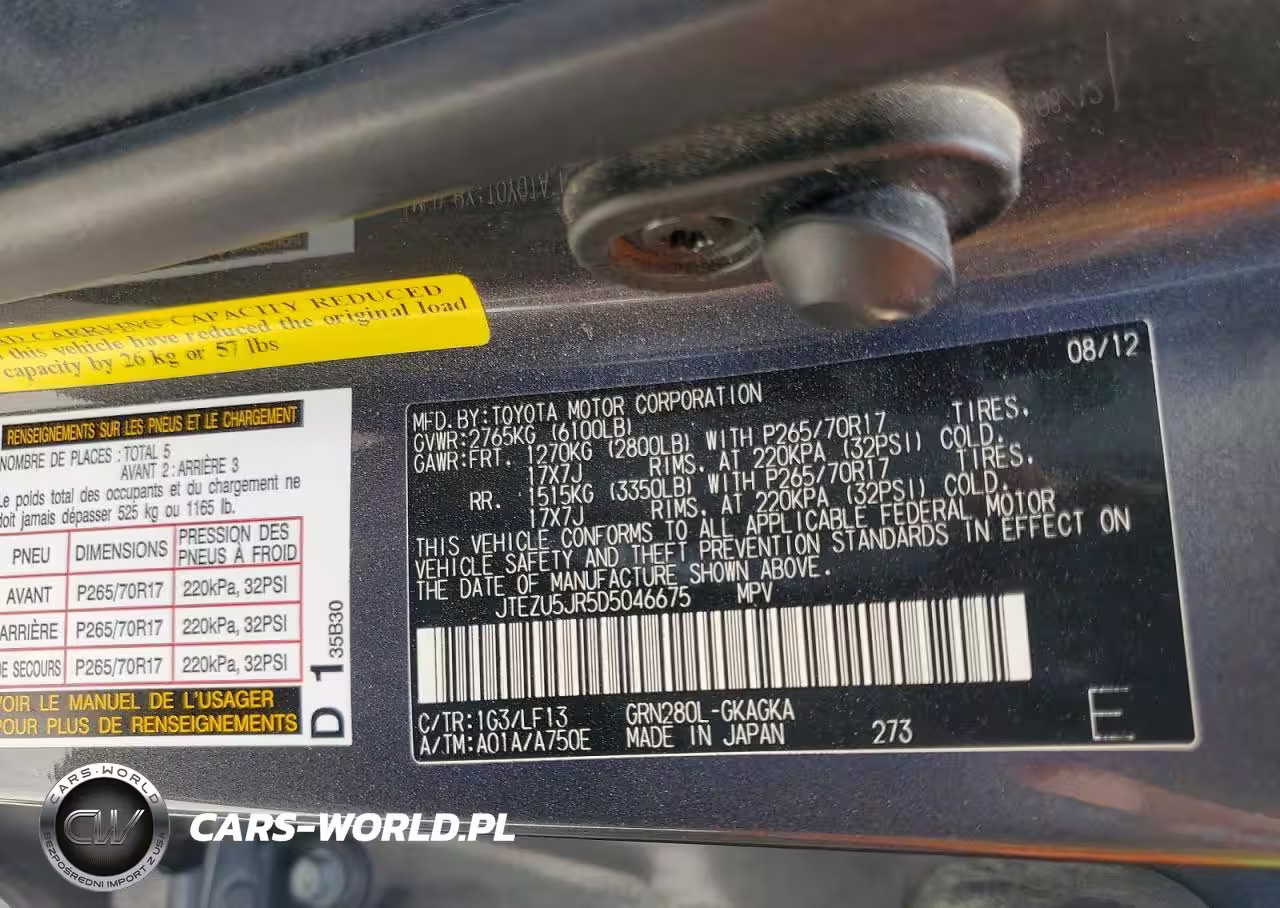 AD CARRYING CAPACITY REDUCED
this vehicle have reduced the original load
capacity by 26 kg or 57 lbs
RENSEIGNEMENTS SUR LES PNEUS ET LE CHARGEMENT
NOMBRE DE PLACES : TOTAL 5
AVANT 2 : ARRIÈRE 3
Le poids total des occupants et du chargement ne
doit jamais dépasser 525 kg ou 1165 lb.
PNEU DIMENSIONS PRESSION DES PNEUS À FROID
AVANT P265/70R17 220kPa, 32PSI
ARRIÈRE P265/70R17 220kPa, 32PSI
DE SECOURS P265/70R17 220kPa, 32PSI
VOIR LE MANUEL DE L'USAGER
POUR PLUS DE RENSEIGNEMENTS
D 1 35B30
08/12
MFD. BY: TOYOTA MOTOR CORPORATION
GVWR: 2765KG (6100LB)
GAWR: FRT. 1270KG (2800LB) WITH P265/70R17 TIRES,
17X7J RIMS, AT 220KPA (32PSI) COLD.
RR. 1515KG (3350LB) WITH P265/70R17 TIRES,
17X7J RIMS, AT 220KPA (32PSI) COLD.
THIS VEHICLE CONFORMS TO ALL APPLICABLE FEDERAL MOTOR
VEHICLE SAFETY AND THEFT PREVENTION STANDARDS IN EFFECT ON
THE DATE OF MANUFACTURE SHOWN ABOVE.
JTEZU5JR5D5046675 MPV
C/TR: 1G3/LF13 GRN280L-GKAGKA
A/TM: A01A/A750E MADE IN JAPAN 273
E
CARS-WORLD
CW
BEZPOŚREDNI IMPORT Z USA
CARS-WORLD.PL